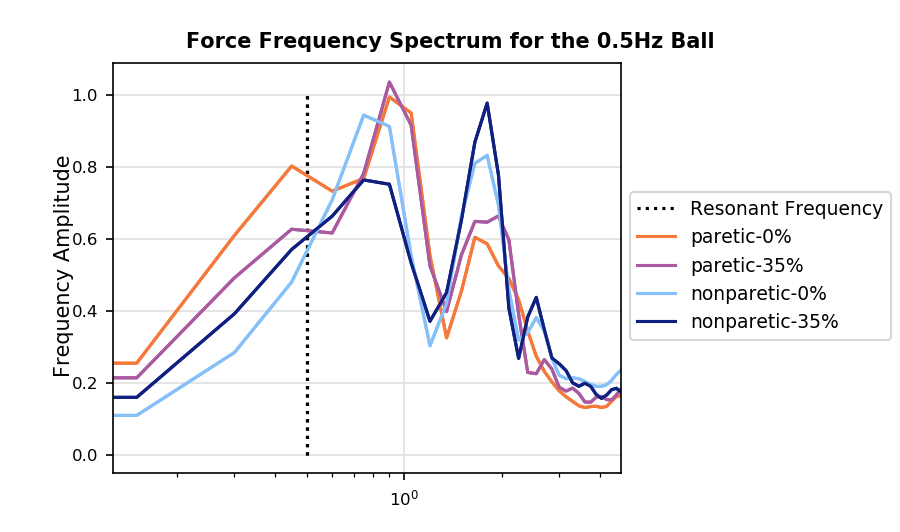 Force Frequency Spectrum for the 0.5Hz Ball
Frequency Amplitude
1.0
0.8
0.6
0.4
0.2
0.0
10⁰
Resonant Frequency
paretic-0%
paretic-35%
nonparetic-0%
nonparetic-35%